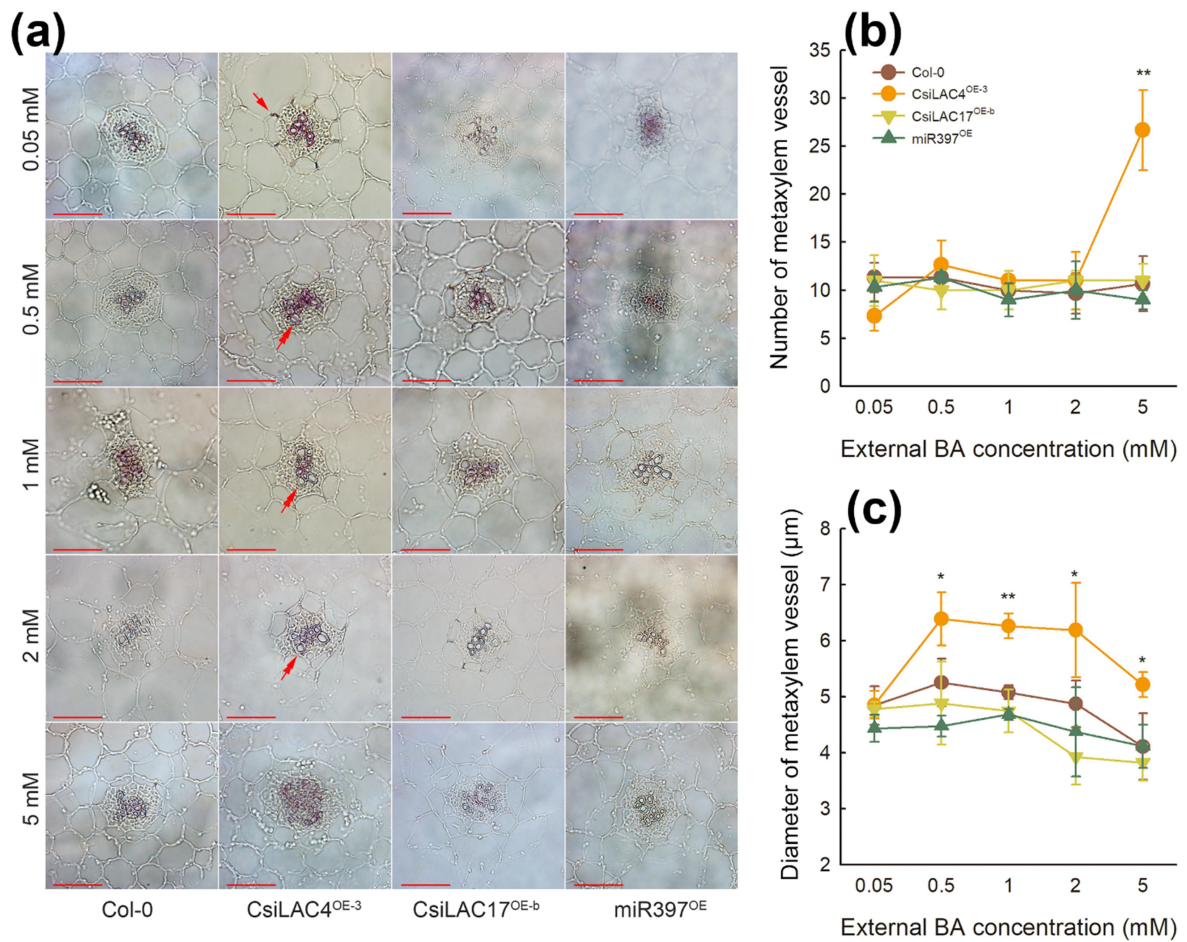 (a)
0.05 mM
0.5 mM
1 mM
2 mM
5 mM
Col-0
CsiLAC4OE-3
CsiLAC17OE-b
miR397OE
(b)
Number of metaxylem vessel
35
30
25
20
15
10
5
0
Col-0
CsiLAC4OE-3
CsiLAC17OE-b
miR397OE
**
0.05 0.5 1 2 5
External BA concentration (mM)
(c)
Diameter of metaxylem vessel (μm)
8
7
6
5
4
3
2
* ** * *
0.05 0.5 1 2 5
External BA concentration (mM)